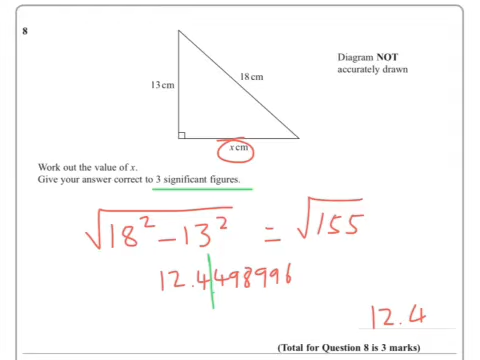 8
Diagram NOT
accurately drawn
13 cm
18 cm
x cm
Work out the value of x.
Give your answer correct to 3 significant figures.
√18² − 13² = √155
12.4498996
12.4
(Total for Question 8 is 3 marks)